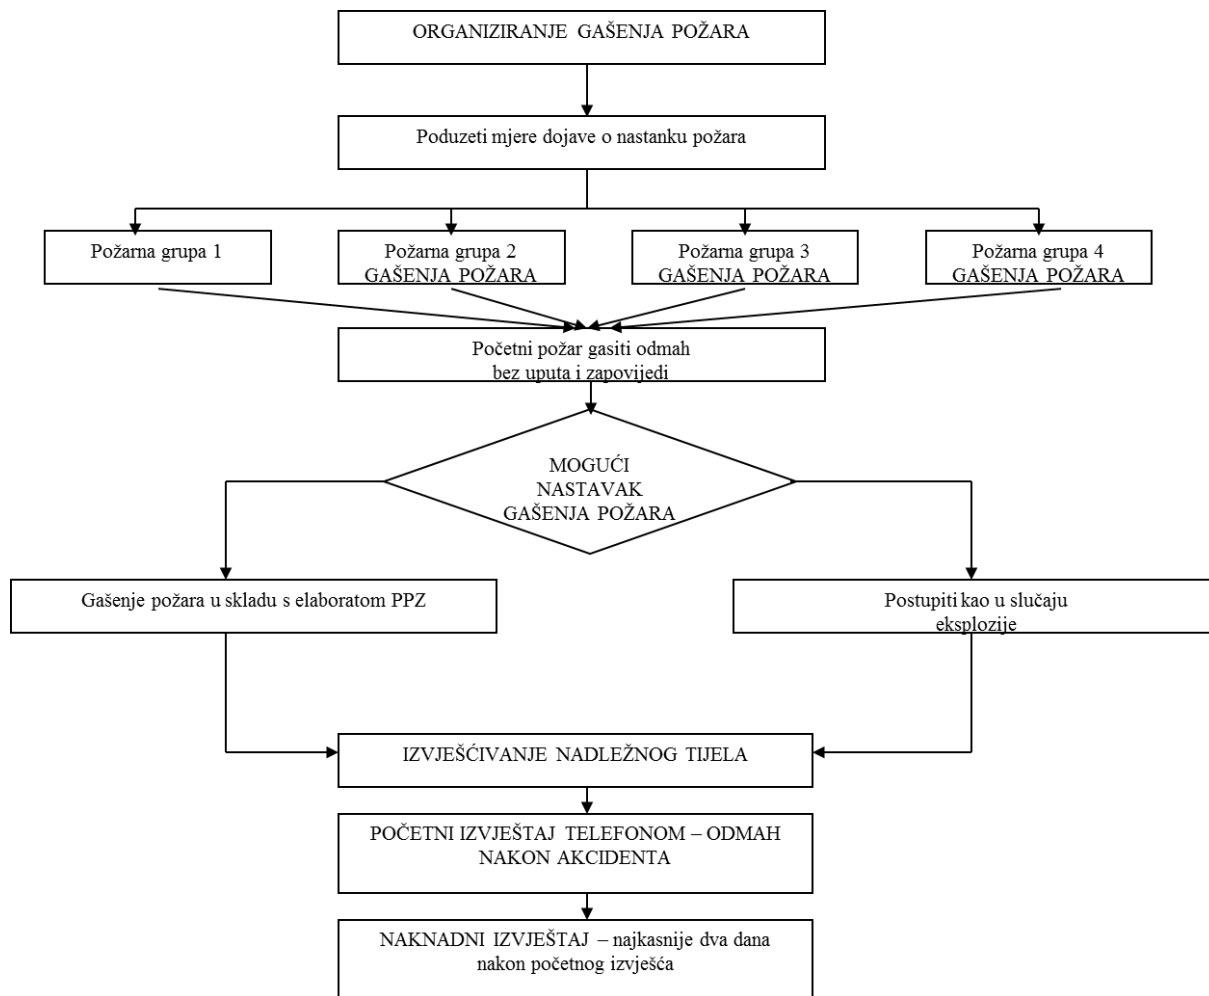 ORGANIZIRANJE GAŠENJA POŽARA
Poduzeti mjere dojave o nastanku požara
Požarna grupa 1
Požarna grupa 2
GAŠENJA POŽARA
Požarna grupa 3
GAŠENJA POŽARA
Požarna grupa 4
GAŠENJA POŽARA
Početni požar gasiti odmah
bez uputa i zapovijedi
MOGUĆI
NASTAVAK
GAŠENJA POŽARA
Gašenje požara u skladu s elaboratom PPZ
Postupiti kao u slučaju
eksplozije
IZVJEŠĆIVANJE NADLEŽNOG TIJELA
POČETNI IZVJEŠTAJ TELEFONOM – ODMAH
NAKON AKCIDENTA
NAKNADNI IZVJEŠTAJ – najkasnije dva dana
nakon početnog izvješća